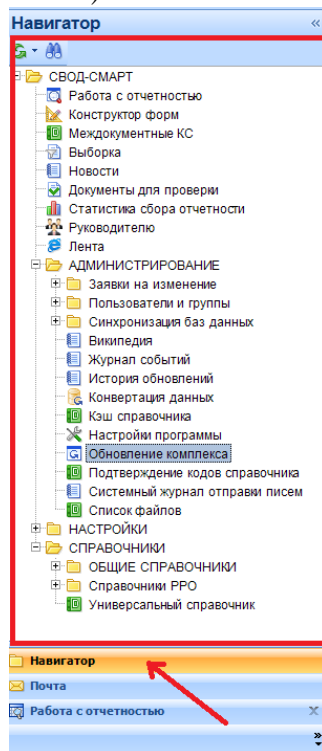 Навигатор
СВОД-СМАРТ
Работа с отчетностью
Конструктор форм
Междокументные КС
Выборка
Новости
Документы для проверки
Статистика сбора отчетности
Руководителю
Лента
АДМИНИСТРИРОВАНИЕ
Заявки на изменение
Пользователи и группы
Синхронизация баз данных
Википедия
Журнал событий
История обновлений
Конвертация данных
Кэш справочника
Настройки программы
Обновление комплекса
Подтверждение кодов справочника
Системный журнал отправки писем
Список файлов
НАСТРОЙКИ
СПРАВОЧНИКИ
ОБЩИЕ СПРАВОЧНИКИ
Справочники РРО
Универсальный справочник
Навигатор
Почта
Работа с отчетностью